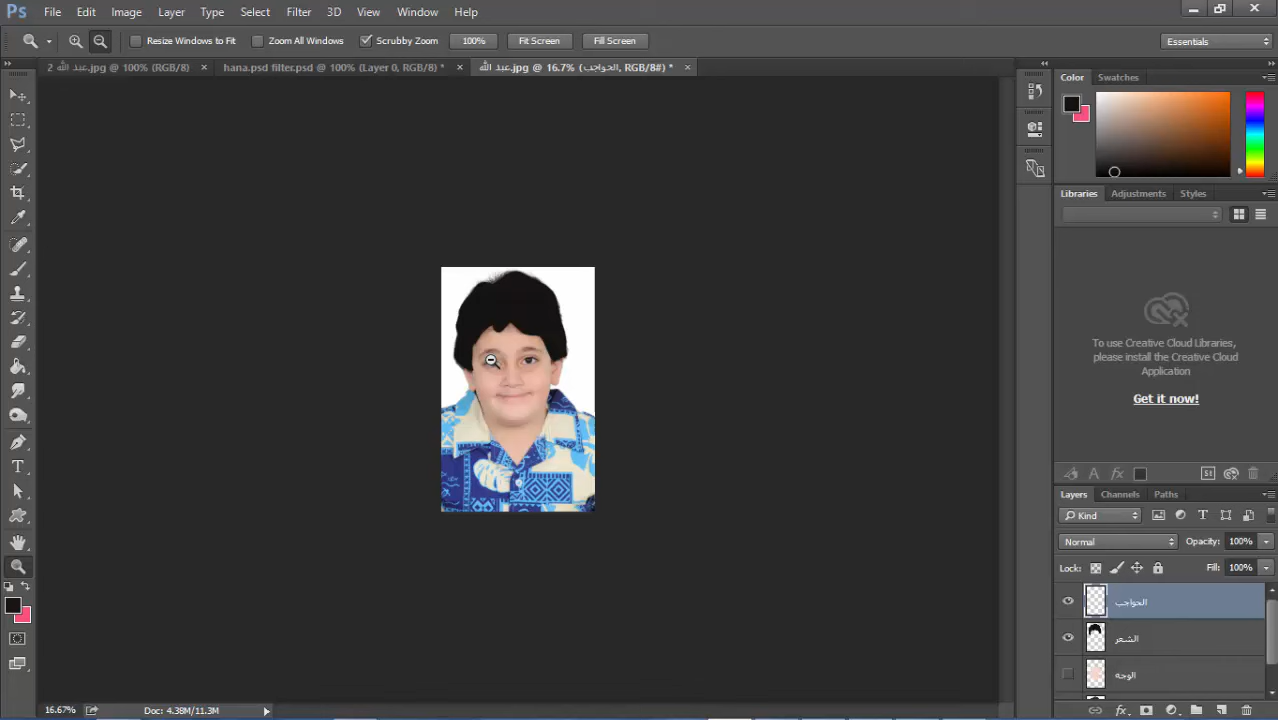 Ps File Edit Image Layer Type Select Filter 3D View Window Help
Resize Windows to Fit Zoom All Windows Scrubby Zoom 100% Fit Screen Fill Screen Essentials
عبد الله 2.jpg @ 100% (RGB/8) × hana.psd filter.psd @ 100% (Layer 0, RGB/8) * × عبد الله.jpg @ 16.7% (الحواجب, RGB/8#) * ×
Color Swatches
Libraries Adjustments Styles
To use Creative Cloud Libraries,
please install the Creative Cloud
Application
Get it now!
Layers Channels Paths
Kind
Normal Opacity: 100%
Lock: Fill: 100%
الحواجب
الشعر
الوجه
16.67% Doc: 4.38M/11.3M